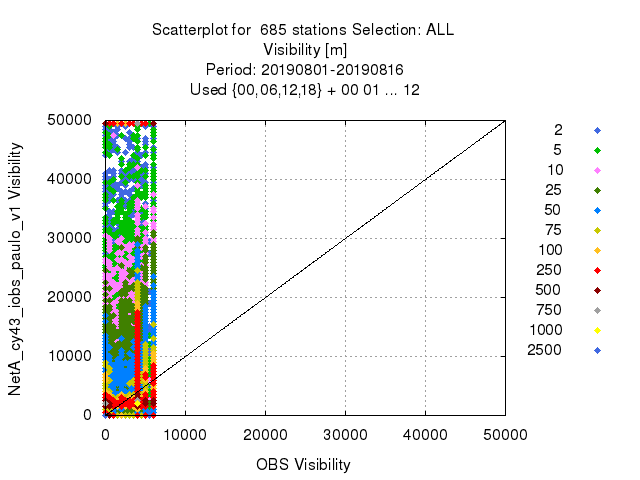 Scatterplot for 685 stations Selection: ALL
Visibility [m]
Period: 20190801-20190816
Used {00,06,12,18} + 00 01 ... 12
NetA_cy43_iobs_paulo_v1 Visibility
50000
40000
30000
20000
10000
0
0 10000 20000 30000 40000 50000
OBS Visibility
2
5
10
25
50
75
100
250
500
750
1000
2500